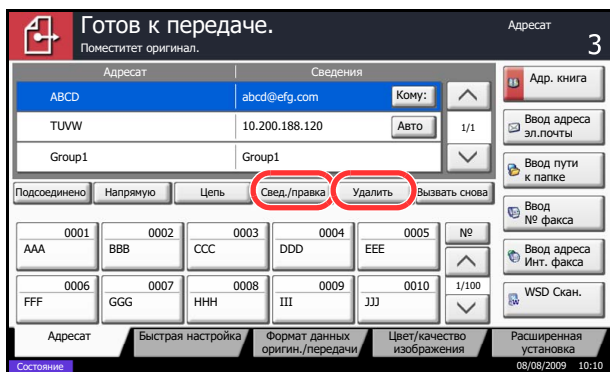 Готов к передаче.
Поместитет оригинал.
Адресат
3
Адресат Сведения
ABCD abcd@efg.com Кому:
TUVW 10.200.188.120 Авто 1/1
Group1 Group1
Подсоединено Напрямую Цепь Свед./правка Удалить Вызвать снова
0001 0002 0003 0004 0005 №
AAA BBB CCC DDD EEE
0006 0007 0008 0009 0010 1/100
FFF GGG HHH III JJJ
Адр. книга
Ввод адреса
эл.почты
Ввод пути
к папке
Ввод
№ факса
Ввод адреса
Инт. факса
WSD Скан.
Адресат
Быстрая настройка
Формат данных
оригин./передачи
Цвет/качество
изображения
Расширенная
установка
Состояние 08/08/2009 10:10